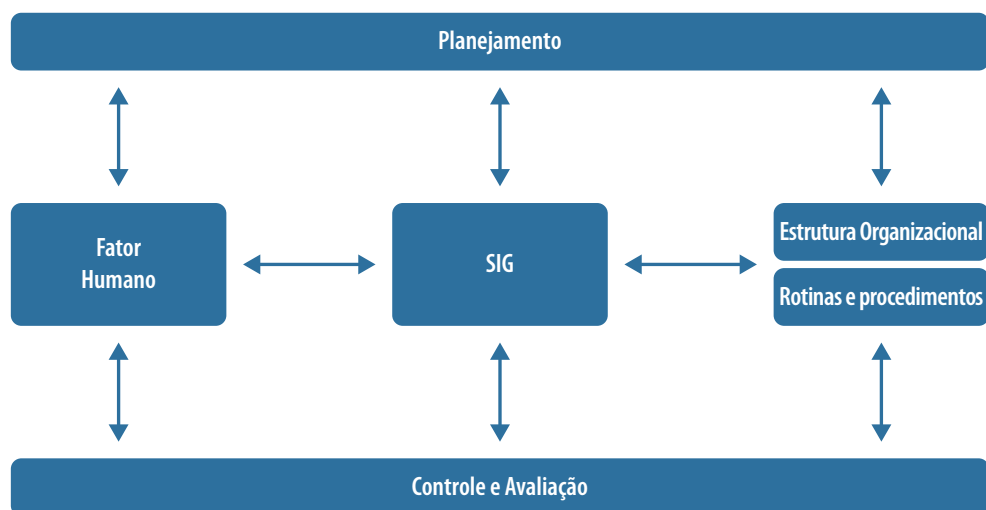 Planejamento
Fator
Humano
SIG
Estrutura Organizacional
Rotinas e procedimentos
Controle e Avaliação